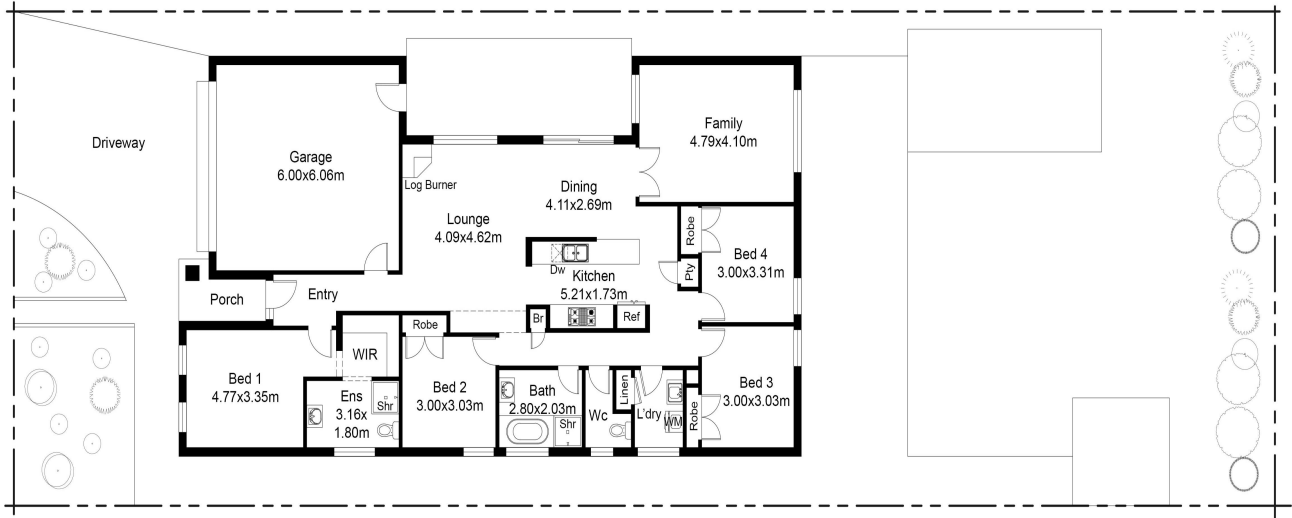 Driveway
Garage
6.00x6.06m
Log Burner
Lounge
4.09x4.62m
Dining
4.11x2.69m
Family
4.79x4.10m
Robe
Bed 4
3.00x3.31m
Pty
Dw
Kitchen
5.21x1.73m
Br
Ref
Porch
Entry
Robe
WIR
Bed 1
4.77x3.35m
Ens
3.16x
1.80m
Shr
Bed 2
3.00x3.03m
Bath
2.80x2.03m
Shr
Wc
Linen
L'dry
WM
Robe
Bed 3
3.00x3.03m